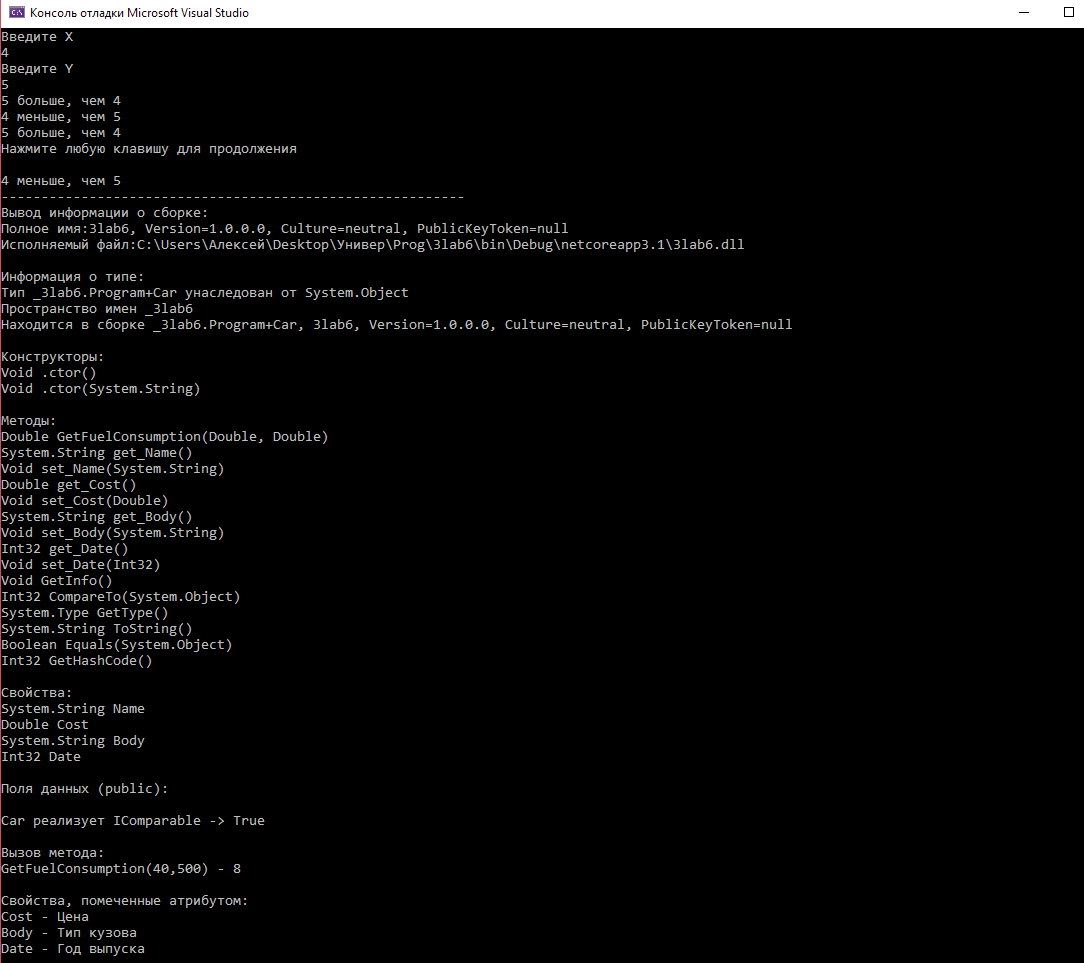 Консоль отладки Microsoft Visual Studio
Введите X
4
Введите Y
5
5 больше, чем 4
4 меньше, чем 5
5 больше, чем 4
Нажмите любую клавишу для продолжения
4 меньше, чем 5
----------------------------------------------------------
Вывод информации о сборке:
Полное имя:3lab6, Version=1.0.0.0, Culture=neutral, PublicKeyToken=null
Исполняемый файл:C:\Users\Алексей\Desktop\Универ\Prog\3lab6\bin\Debug\netcoreapp3.1\3lab6.dll
Информация о типе:
Тип _3lab6.Program+Car унаследован от System.Object
Пространство имен _3lab6
Находится в сборке _3lab6.Program+Car, 3lab6, Version=1.0.0.0, Culture=neutral, PublicKeyToken=null
Конструкторы:
Void .ctor()
Void .ctor(System.String)
Методы:
Double GetFuelConsumption(Double, Double)
System.String get_Name()
Void set_Name(System.String)
Double get_Cost()
Void set_Cost(Double)
System.String get_Body()
Void set_Body(System.String)
Int32 get_Date()
Void set_Date(Int32)
Void GetInfo()
Int32 CompareTo(System.Object)
System.Type GetType()
System.String ToString()
Boolean Equals(System.Object)
Int32 GetHashCode()
Свойства:
System.String Name
Double Cost
System.String Body
Int32 Date
Поля данных (public):
Car реализует IComparable -> True
Вызов метода:
GetFuelConsumption(40,500) - 8
Свойства, помеченные атрибутом:
Cost - Цена
Body - Тип кузова
Date - Год выпуска